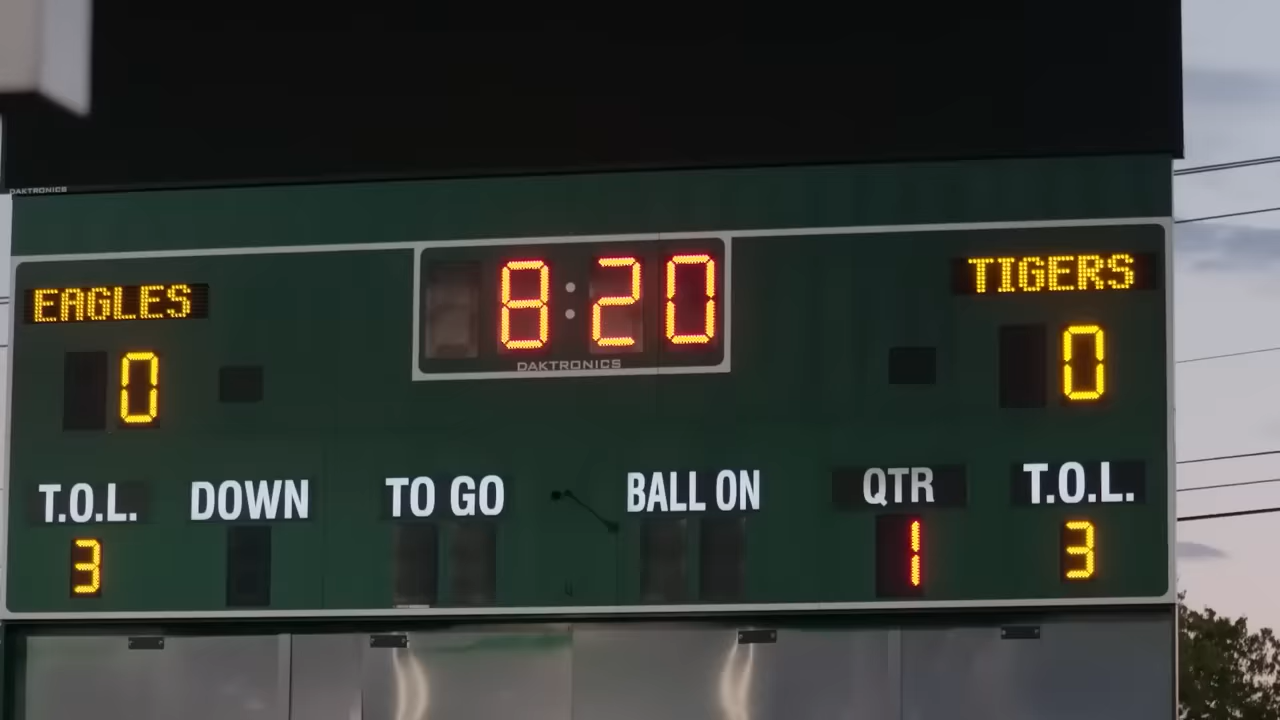 DAKTRONICS
EAGLES 8:20 TIGERS
DAKTRONICS
0 0
T.O.L. DOWN TO GO BALL ON QTR T.O.L.
3 1 3